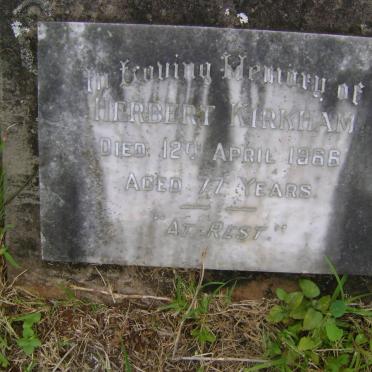 In Loving Memory of
HERBERT KIRKHAM
DIED 12TH APRIL 1966
AGED 77 YEARS.
"AT REST"